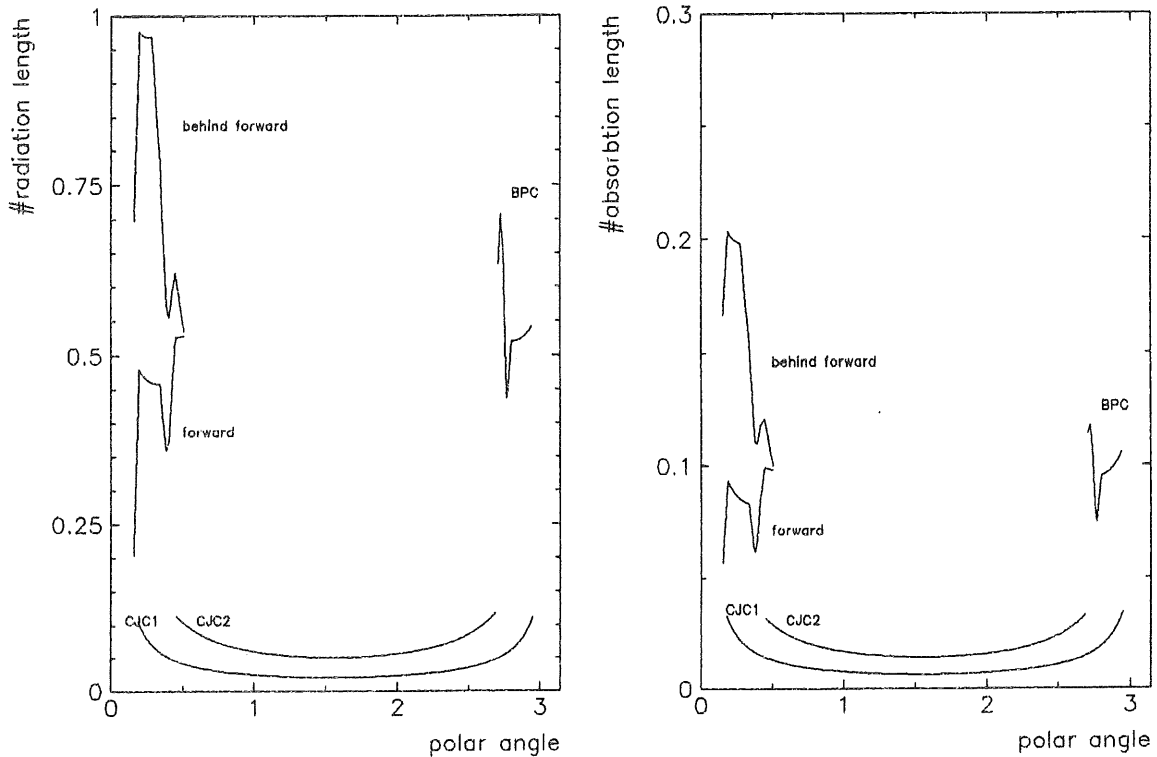 #radiation length
1
0.75
0.5
0.25
0
behind forward
BPC
forward
CJC1
CJC2
0
1
2
3
polar angle
#absorbtion length
0.3
0.2
0.1
0
behind forward
BPC
forward
CJC1
CJC2
0
1
2
3
polar angle